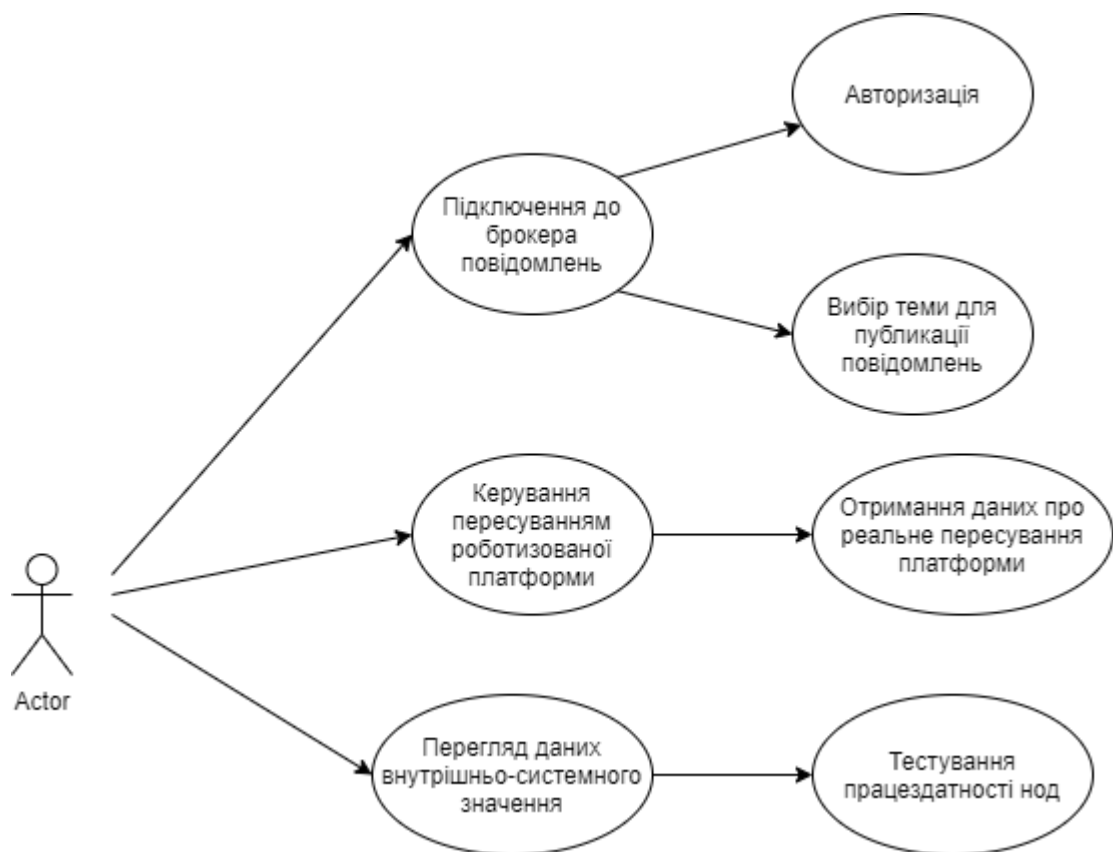 Авторизація
Підключення до
брокера
повідомлень
Вибір теми для
публикації
повідомлень
Керування
пересуванням
роботизованої
платформи
Отримання даних про
реальне пересування
платформи
Actor
Перегляд даних
внутрішньо-системного
значення
Тестування
працездатності нод